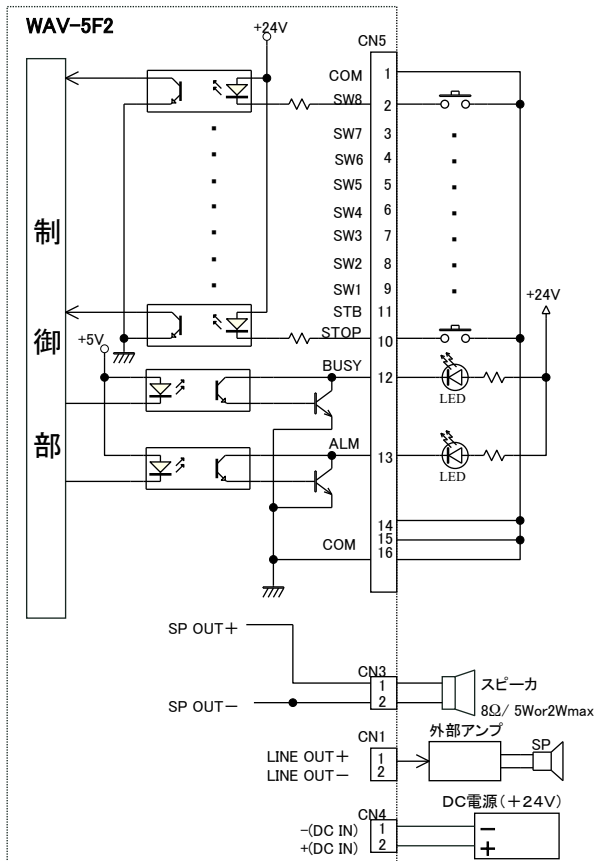 WAV-5F2
+24V
CN5
COM 1
SW8 2
SW7 3
SW6 4
SW5 5
SW4 6
SW3 7
SW2 8
SW1 9
STB 11
STOP 10
+24V
制御部
+5V
BUSY 12
LED
ALM 13
LED
14
15
COM 16
SP OUT+
SP OUT-
CN3
1
2
スピーカ
8Ω/ 5Wor2Wmax
外部アンプ
CN1
LINE OUT+ 1
LINE OUT- 2
SP
DC電源(+24V)
CN4
-(DC IN) 1
+(DC IN) 2
-
+